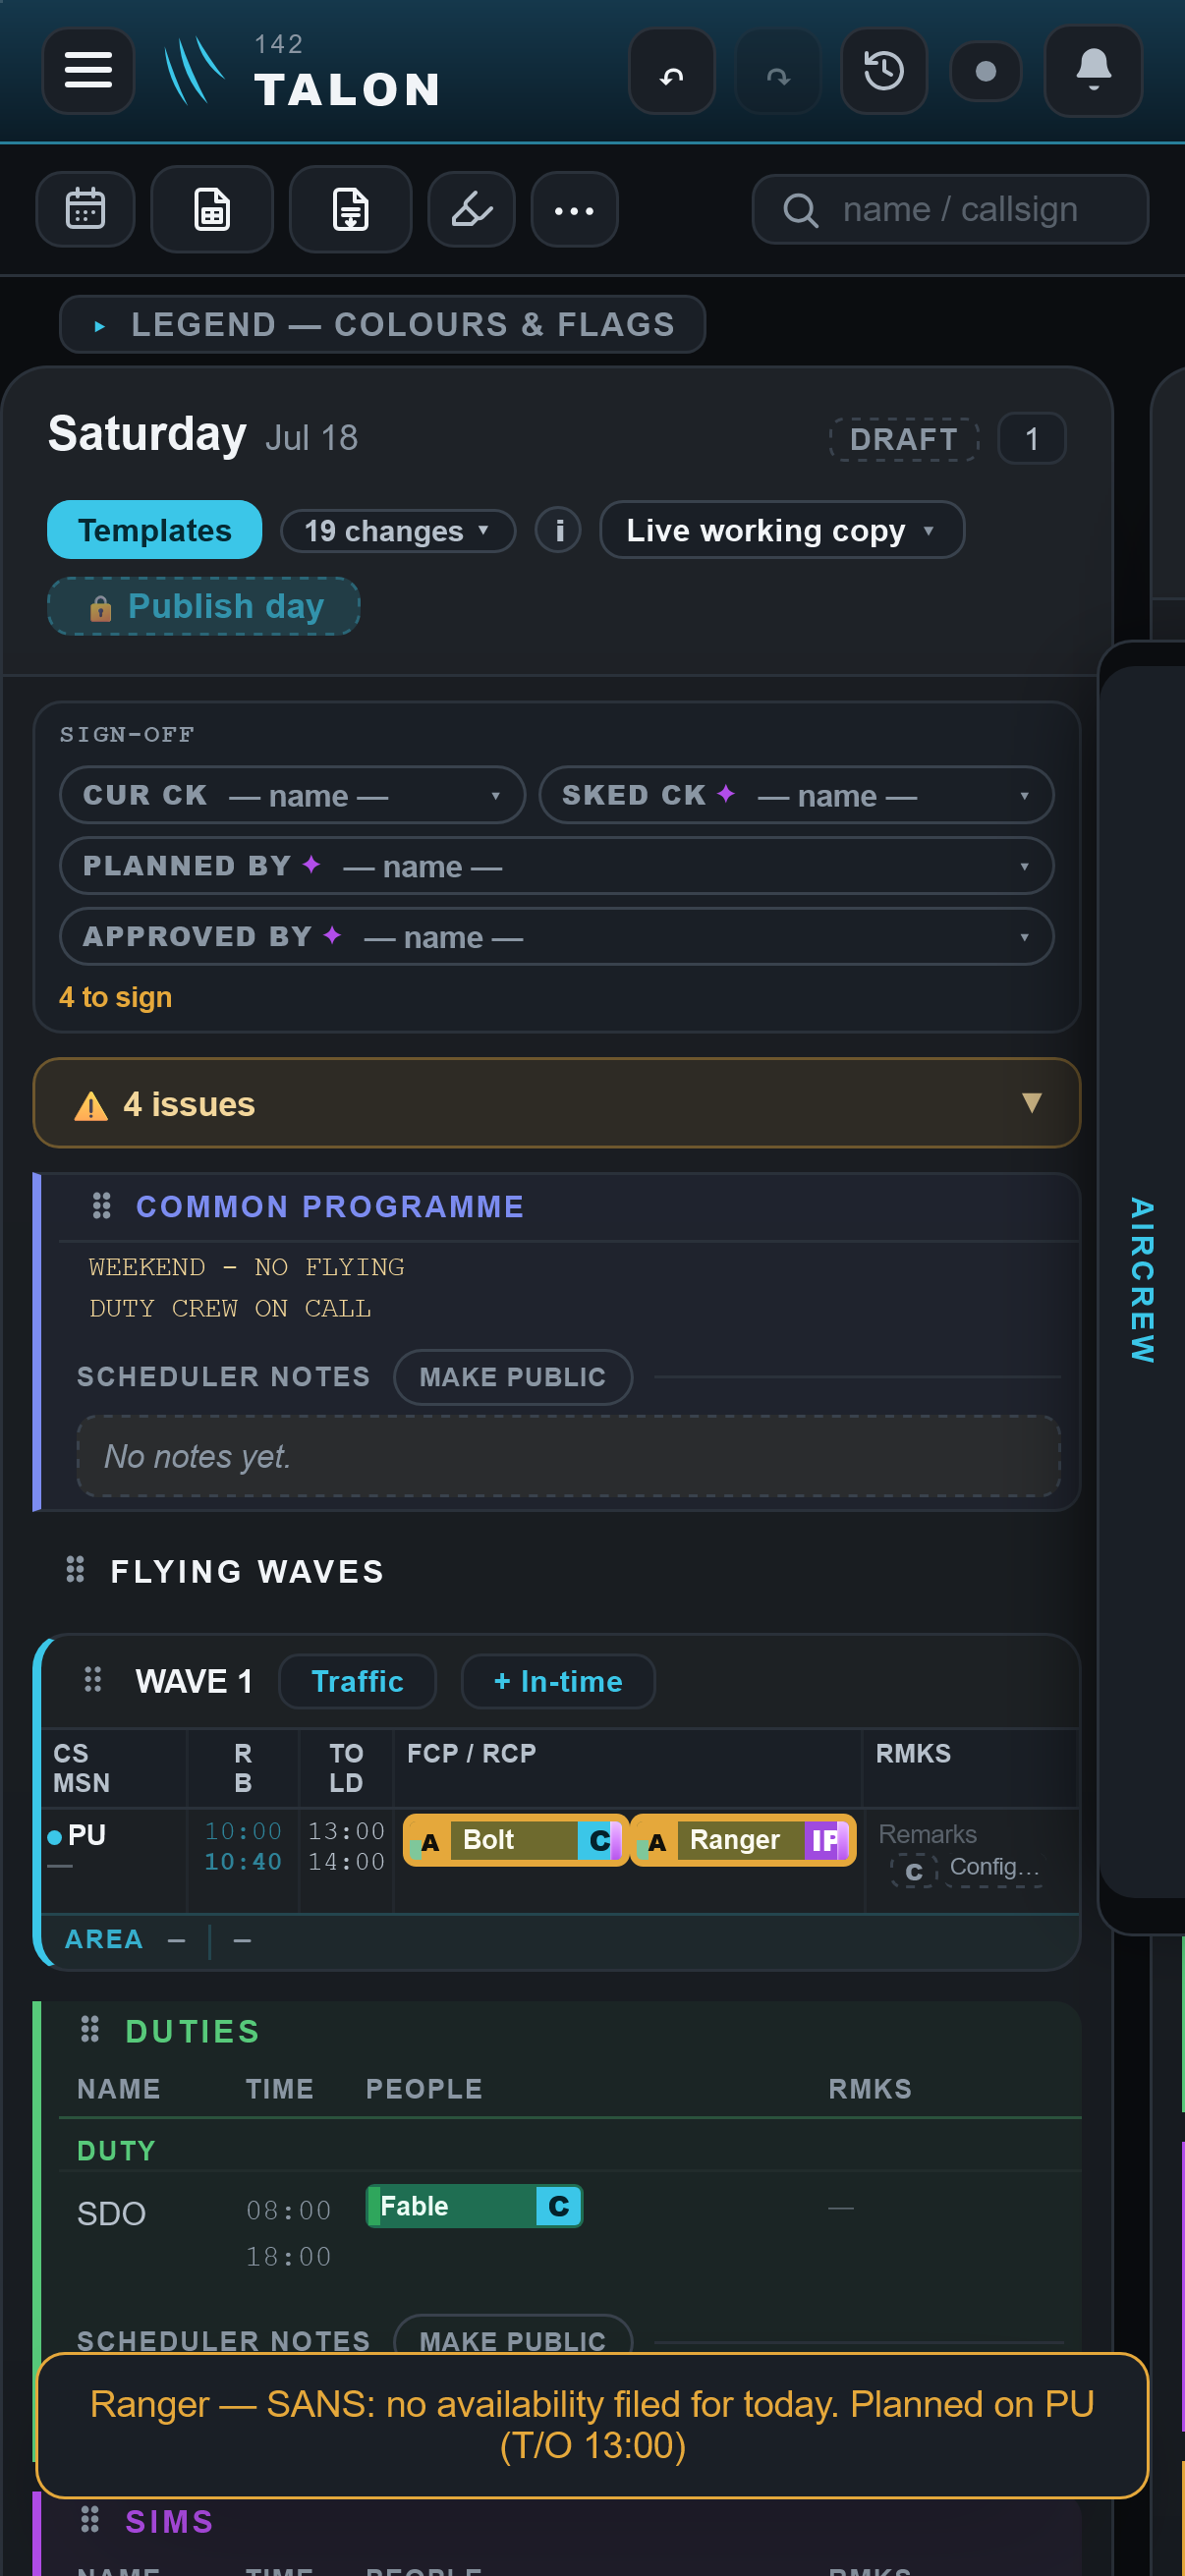 142
TALON
name / callsign
LEGEND — COLOURS & FLAGS
Saturday Jul 18 DRAFT 1
Templates 19 changes i Live working copy
Publish day
SIGN-OFF
CUR CK — name — SKED CK — name —
PLANNED BY — name —
APPROVED BY — name —
4 to sign
4 issues
COMMON PROGRAMME
WEEKEND - NO FLYING
DUTY CREW ON CALL
SCHEDULER NOTES MAKE PUBLIC
No notes yet.
AIRCREW
FLYING WAVES
WAVE 1 Traffic + In-time
CS R TO FCP / RCP RMKS
MSN B LD
PU 10:00 13:00 A Bolt C A Ranger IP Remarks
— 10:40 14:00 C Config…
AREA – –
DUTIES
NAME TIME PEOPLE RMKS
DUTY
SDO 08:00 Fable C —
18:00
SCHEDULER NOTES MAKE PUBLIC
Ranger — SANS: no availability filed for today. Planned on PU
(T/O 13:00)
SIMS
NAME TIME PEOPLE RMKS